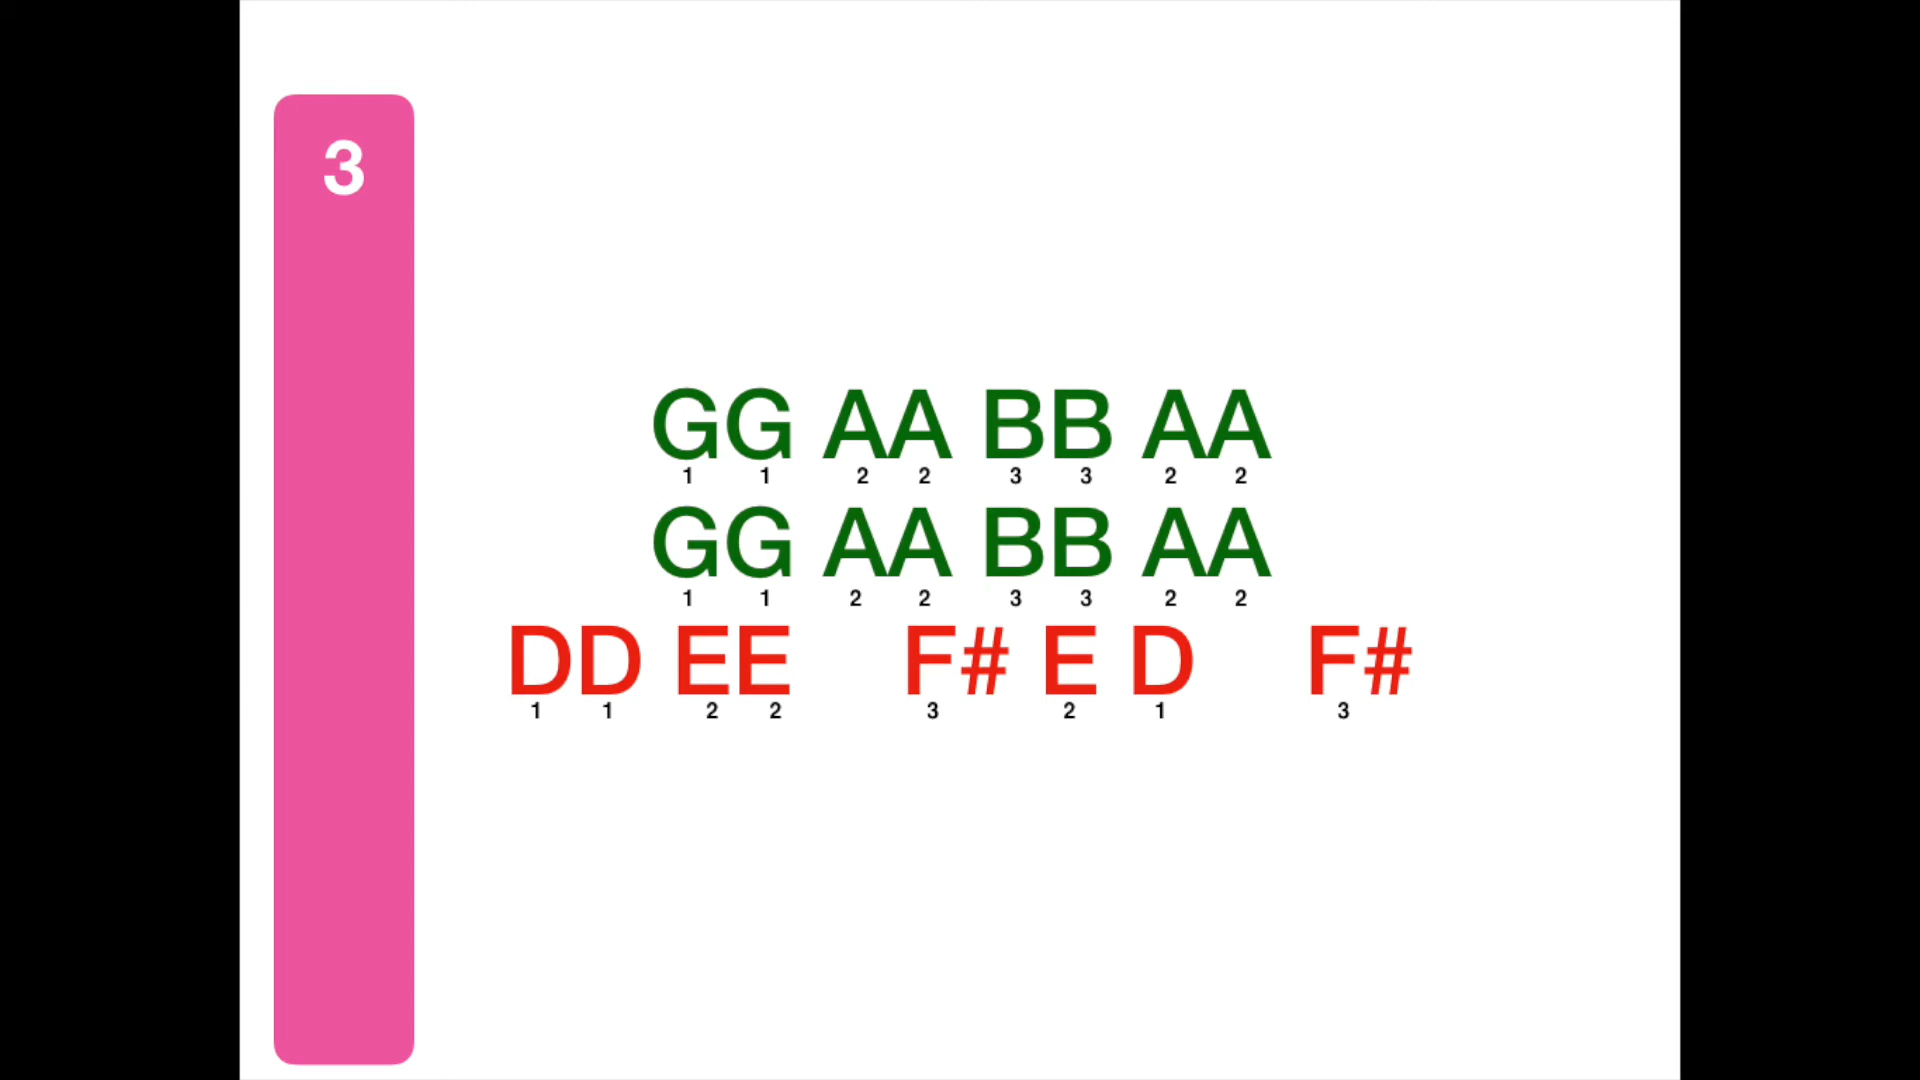 3
GG AA BB AA
1 1 2 2 3 3 2 2
GG AA BB AA
1 1 2 2 3 3 2 2
DD EE F# E D F#
1 1 2 2 3 2 1 3